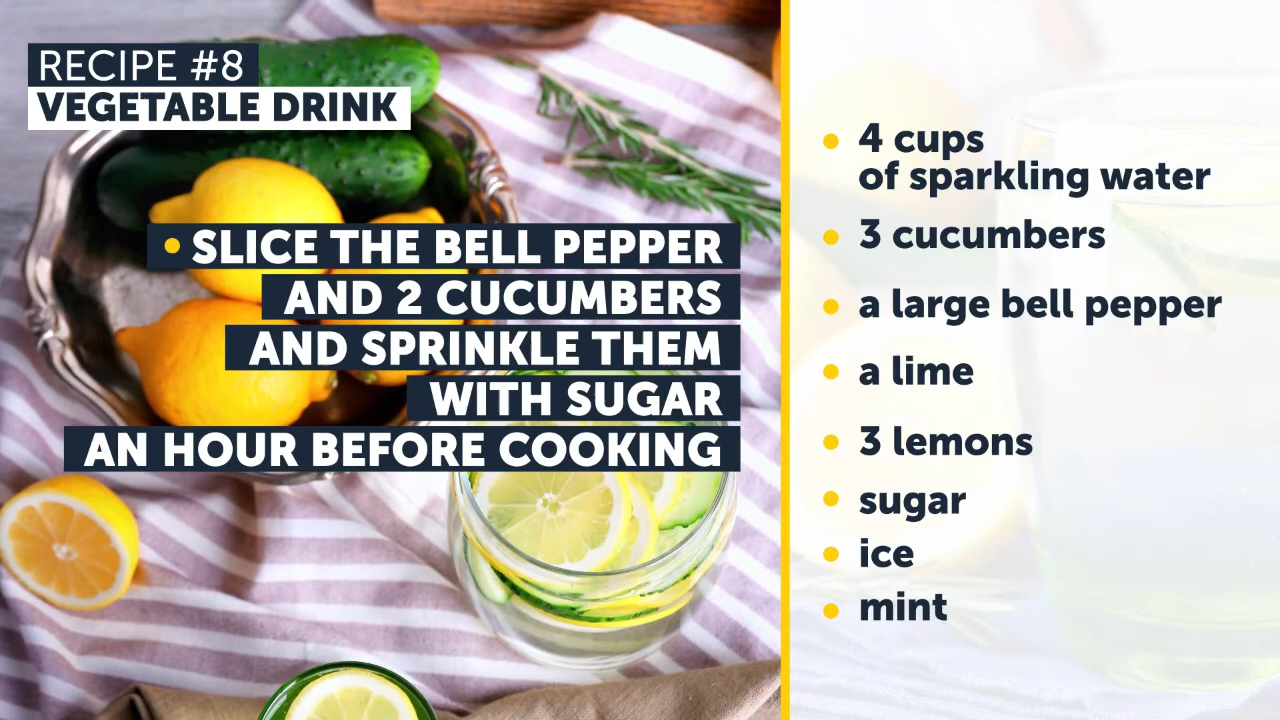 RECIPE #8
VEGETABLE DRINK
• SLICE THE BELL PEPPER
AND 2 CUCUMBERS
AND SPRINKLE THEM
WITH SUGAR
AN HOUR BEFORE COOKING
• 4 cups
of sparkling water
• 3 cucumbers
• a large bell pepper
• a lime
• 3 lemons
• sugar
• ice
• mint